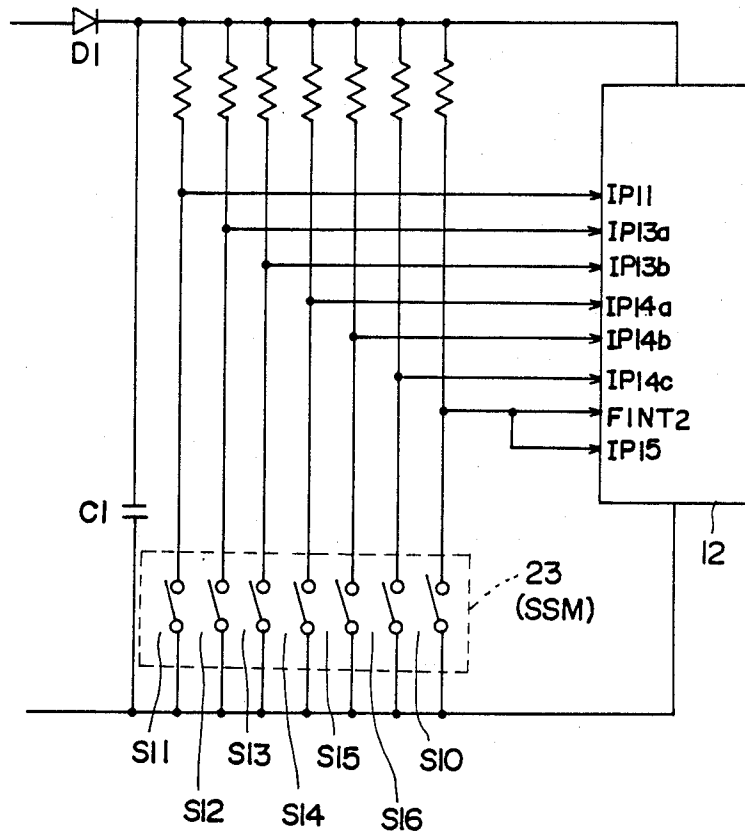 D1
IP11
IP13a
IP13b
IP14a
IP14b
IP14c
FINT2
IP15
C1
12
23
(SSM)
S11
S13
S15
S10
S12
S14
S16